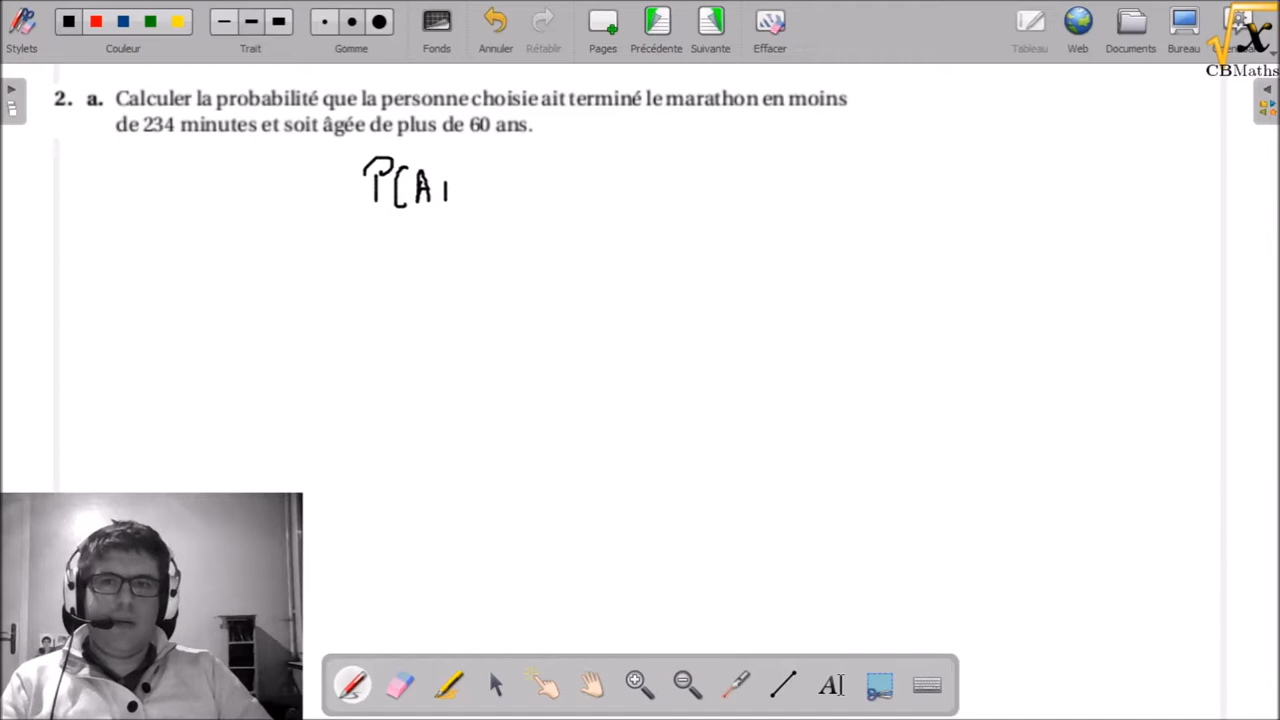 Stylets Couleur Trait Gomme Fonds Annuler Rétablir Pages Précédente Suivante Effacer Tableau Web Documents Bureau
x
CBMaths
2. a. Calculer la probabilité que la personne choisie ait terminé le marathon en moins
de 234 minutes et soit âgée de plus de 60 ans.
P(A
AI